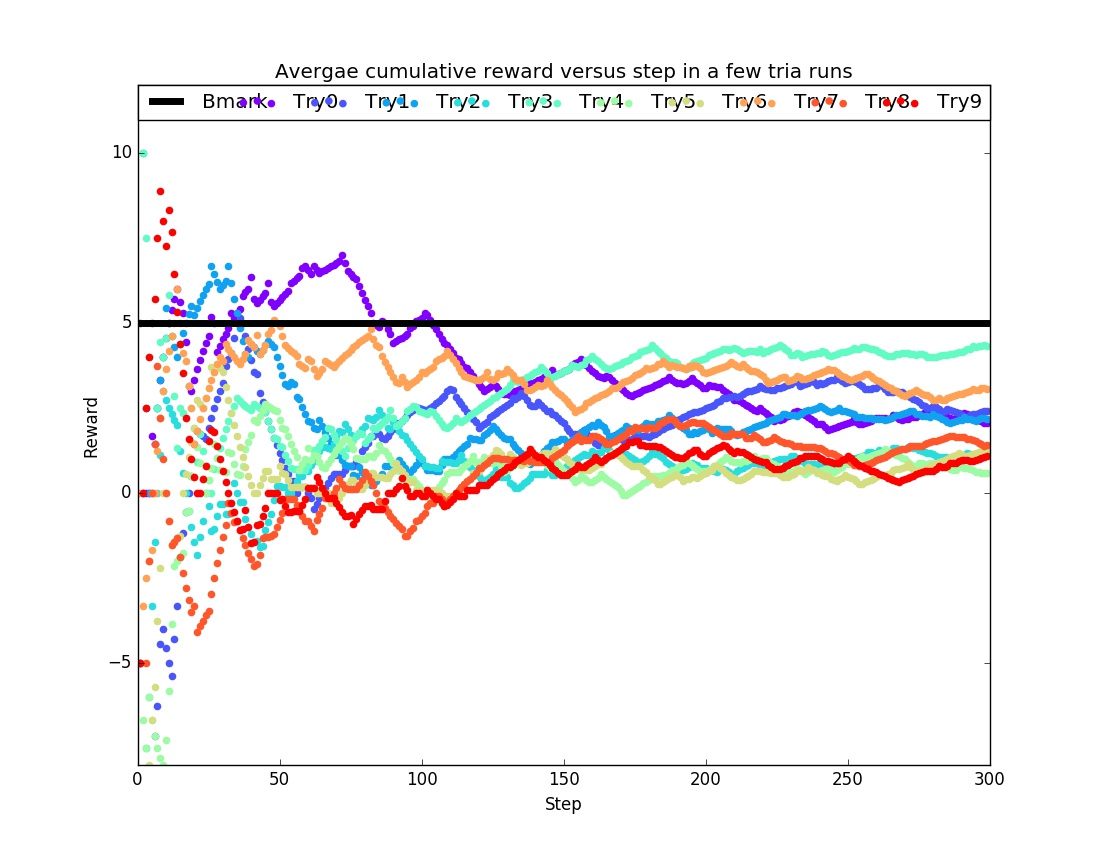 Avergae cumulative reward versus step in a few tria runs
Bmark Try0 Try1 Try2 Try3 Try4 Try5 Try6 Try7 Try8 Try9
10
5
0
−5
Reward
0 50 100 150 200 250 300
Step